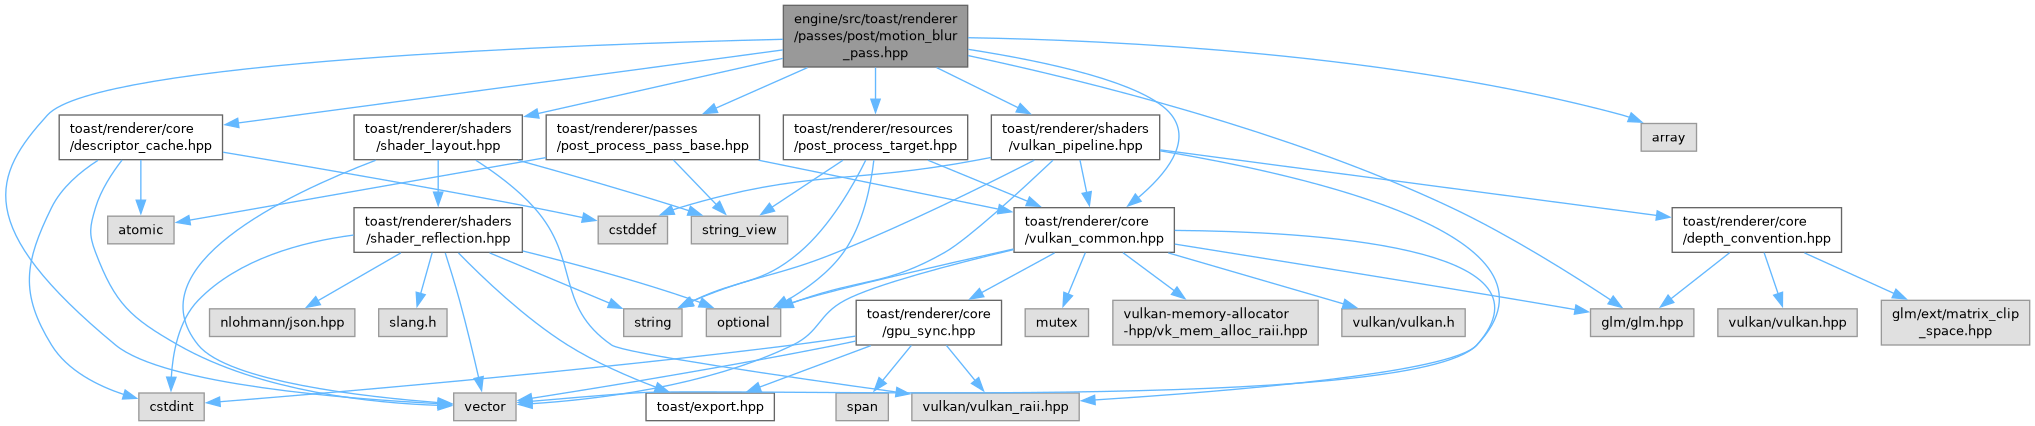 engine/src/toast/renderer
/passes/post/motion_blur
_pass.hpp
toast/renderer/core
/descriptor_cache.hpp
toast/renderer/shaders
/shader_layout.hpp
toast/renderer/passes
/post_process_pass_base.hpp
toast/renderer/resources
/post_process_target.hpp
toast/renderer/shaders
/vulkan_pipeline.hpp
array
atomic
toast/renderer/shaders
/shader_reflection.hpp
cstddef
string_view
toast/renderer/core
/vulkan_common.hpp
toast/renderer/core
/depth_convention.hpp
nlohmann/json.hpp
slang.h
string
optional
toast/renderer/core
/gpu_sync.hpp
mutex
vulkan-memory-allocator
-hpp/vk_mem_alloc_raii.hpp
vulkan/vulkan.h
glm/glm.hpp
vulkan/vulkan.hpp
glm/ext/matrix_clip
_space.hpp
cstdint
vector
toast/export.hpp
span
vulkan/vulkan_raii.hpp